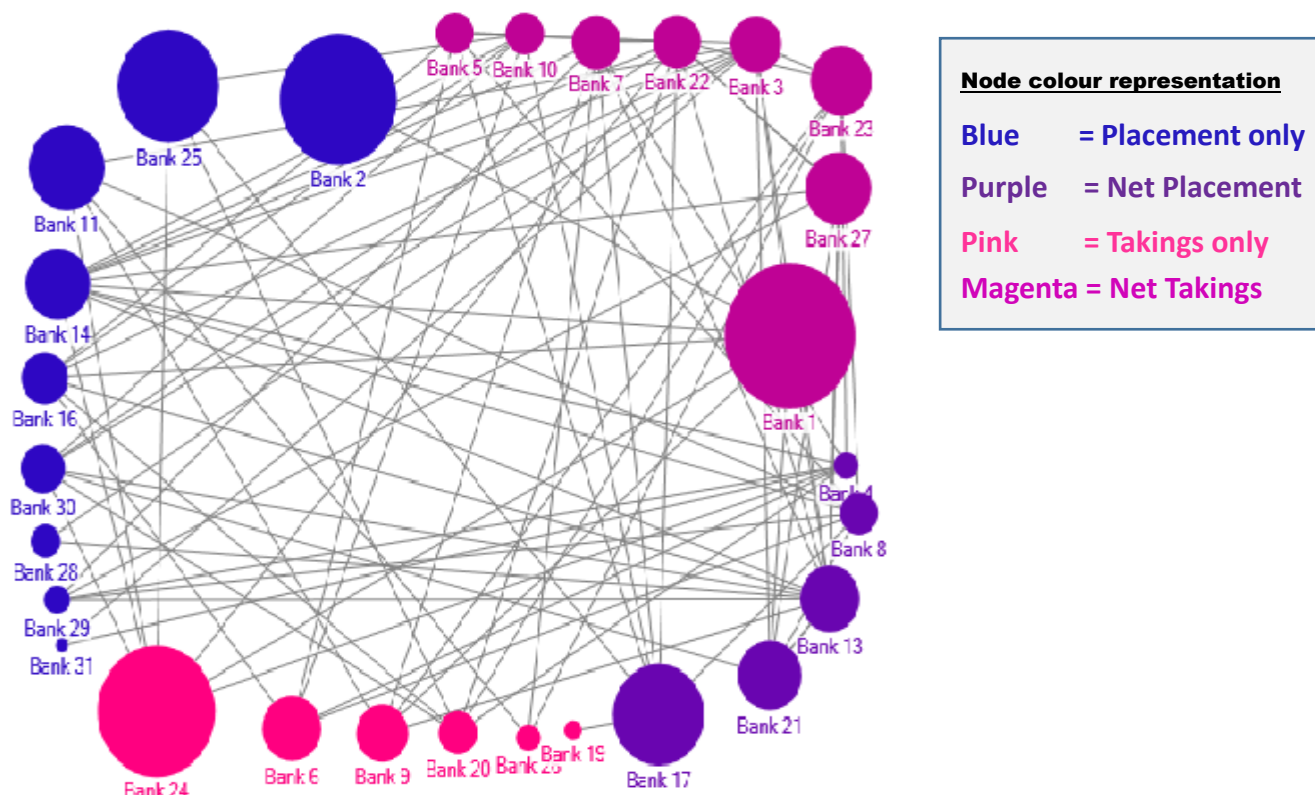 Bank 5
Bank 10
Bank 7
Bank 22
Bank 3
Bank 23
Bank 25
Bank 2
Bank 11
Bank 27
Bank 14
Bank 16
Bank 1
Bank 30
Bank 4
Bank 8
Bank 28
Bank 29
Bank 31
Bank 13
Bank 21
Bank 24
Bank 6
Bank 9
Bank 20
Bank
Bank 19
Bank 17
Node colour representation
Blue = Placement only
Purple = Net Placement
Pink = Takings only
Magenta = Net Takings